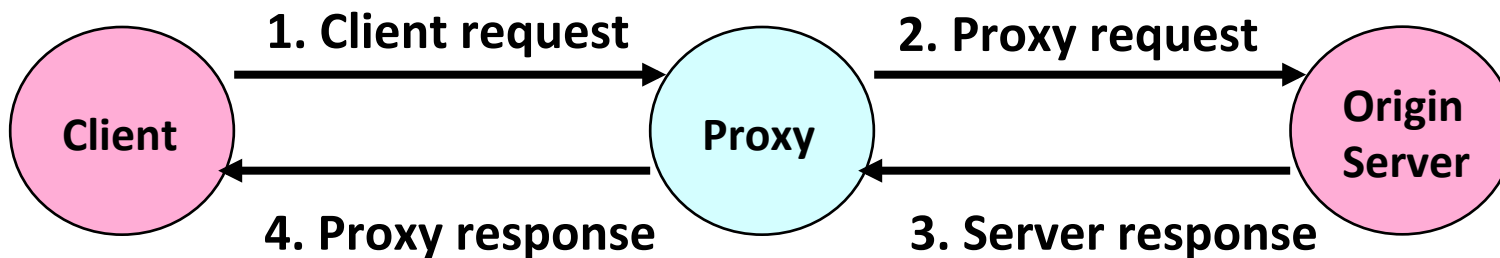 1. Client request
2. Proxy request
Client
Proxy
Origin
Server
4. Proxy response
3. Server response